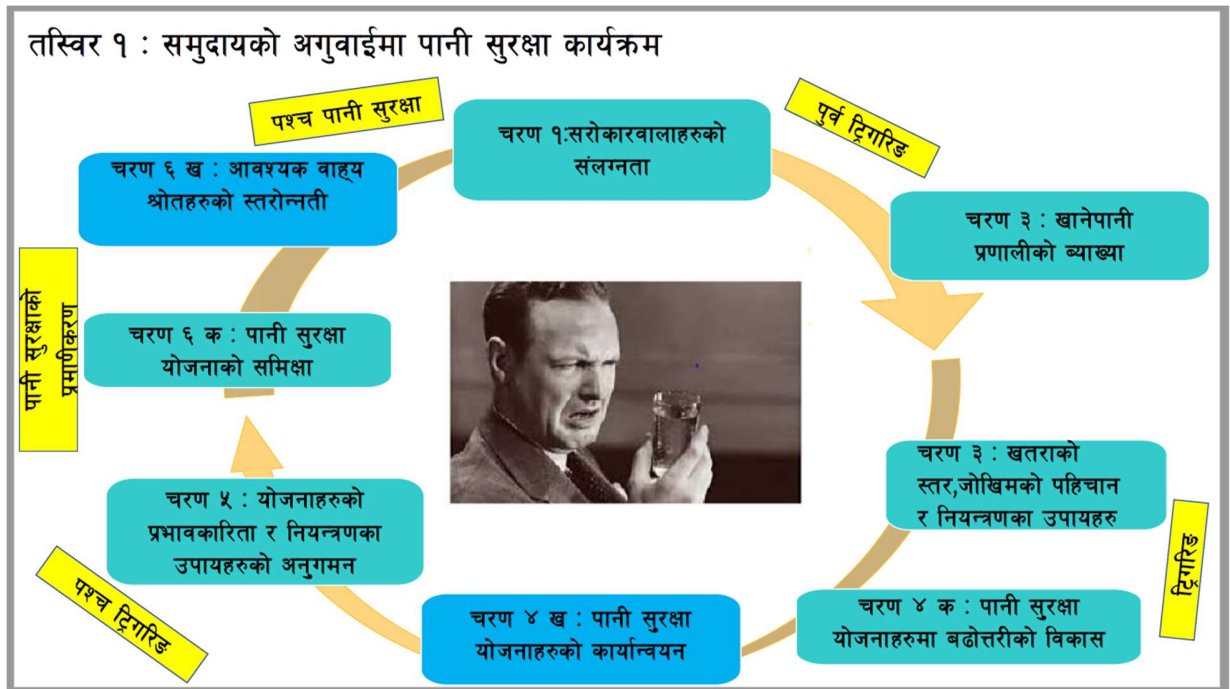 तस्विर १ : समुदायको अगुवाईमा पानी सुरक्षा कार्यक्रम
पश्च पानी सुरक्षा
चरण १:सरोकारवालाहरुको
संलग्नता
पुर्व ट्रिगरिङ
चरण ६ ख : आवश्यक वाह्य
श्रोतहरुको स्तरोन्नती
चरण ३ : खानेपानी
प्रणालीको ब्याख्या
पानी सुरक्षाको
प्रमाणिकरण
चरण ६ क : पानी सुरक्षा
योजनाको समिक्षा
चरण ३ : खतराको
स्तर,जोखिमको पहिचान
र नियन्त्रणका उपायहरु
चरण ५ : योजनाहरुको
प्रभावकारिता र नियन्त्रणका
उपायहरुको अनुगमन
ट्रिगरिङ
पश्च ट्रिगरिङ
चरण ४ ख : पानी सुरक्षा
योजनाहरुको कार्यान्वयन
चरण ४ क : पानी सुरक्षा
योजनाहरुमा बढोत्तरीको विकास